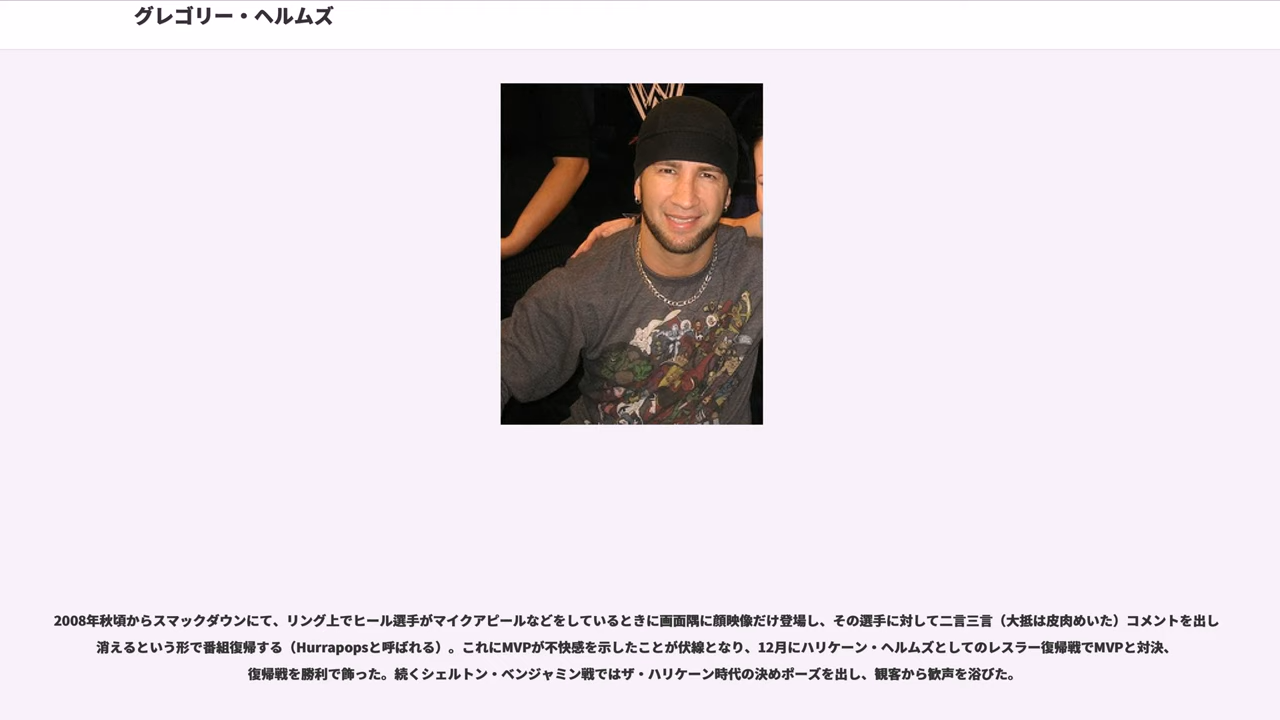 グレゴリー・ヘルムズ
2008年秋頃からスマックダウンにて、リング上でヒール選手がマイクアピールなどをしているときに画面隅に顔映像だけ登場し、その選手に対して二言三言（大抵は皮肉めいた）コメントを出し
消えるという形で番組復帰する（Hurrapopsと呼ばれる）。これにMVPが不快感を示したことが伏線となり、12月にハリケーン・ヘルムズとしてのレスラー復帰戦でMVPと対決、
復帰戦を勝利で飾った。続くシェルトン・ベンジャミン戦ではザ・ハリケーン時代の決めポーズを出し、観客から歓声を浴びた。